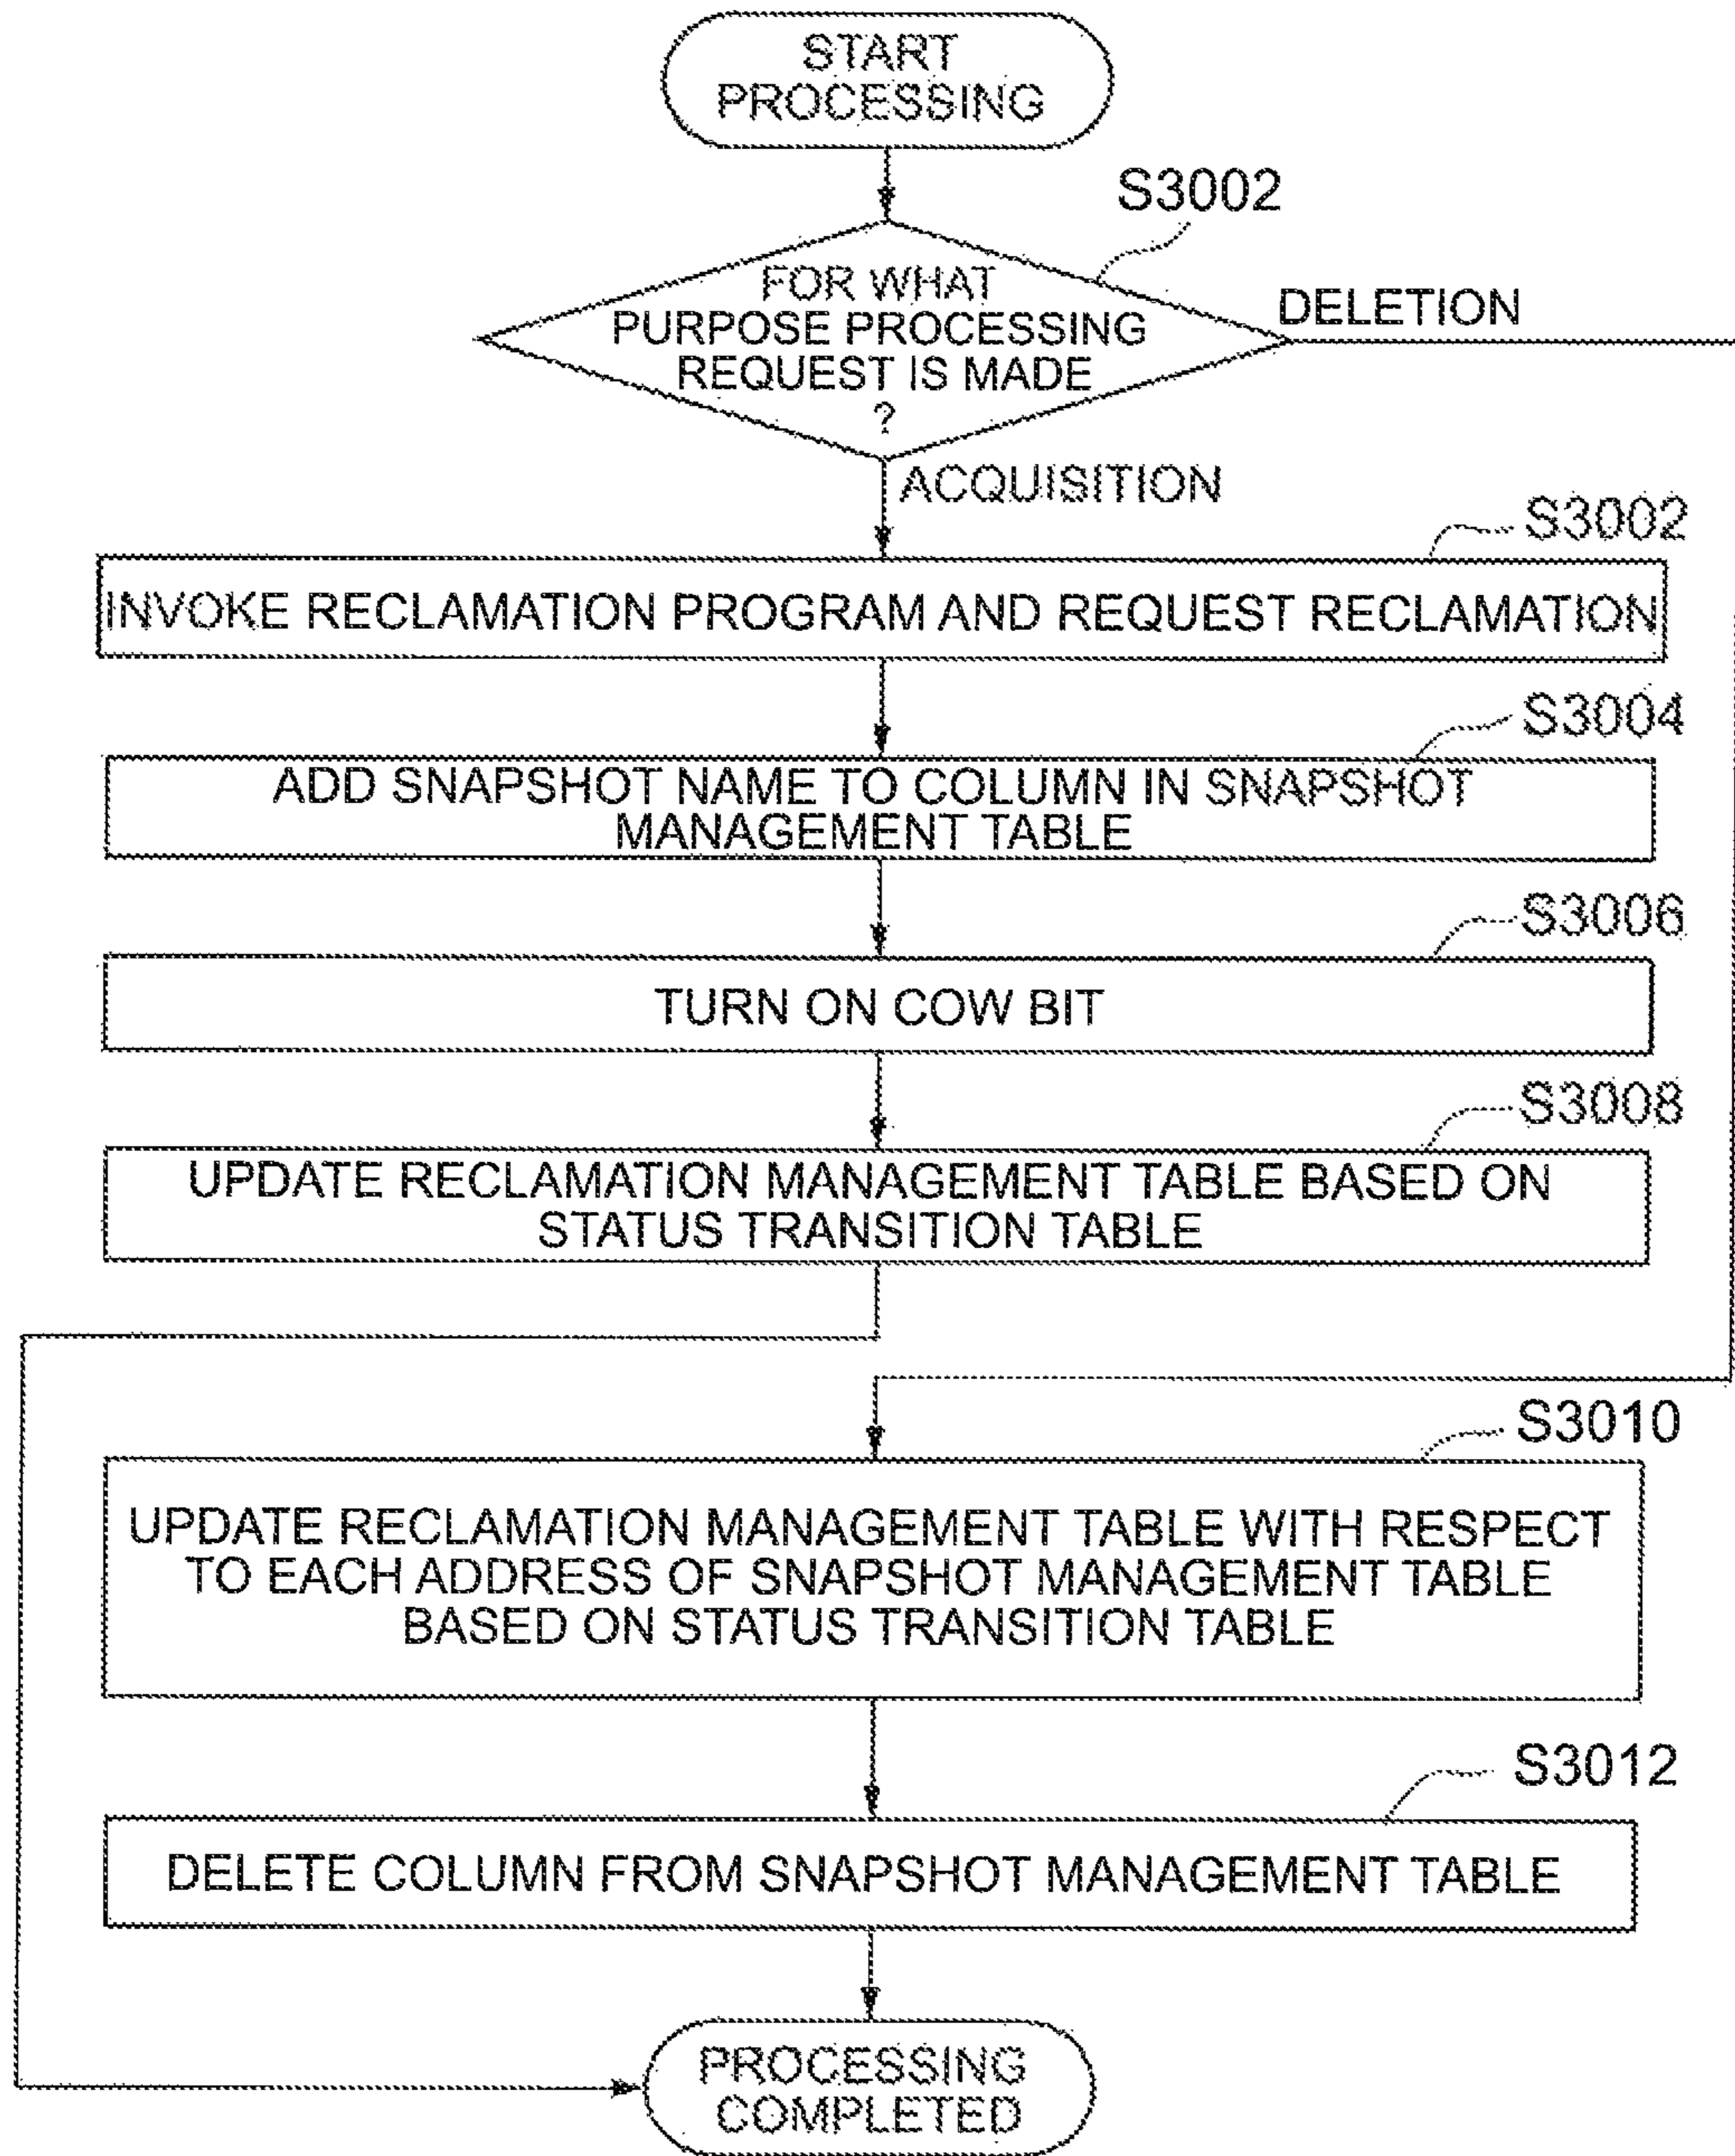 START
PROCESSING
S3002
FOR WHAT
PURPOSE PROCESSING
REQUEST IS MADE
?
DELETION
ACQUISITION
S3002
INVOKE RECLAMATION PROGRAM AND REQUEST RECLAMATION
S3004
ADD SNAPSHOT NAME TO COLUMN IN SNAPSHOT
MANAGEMENT TABLE
S3006
TURN ON COW BIT
S3008
UPDATE RECLAMATION MANAGEMENT TABLE BASED ON
STATUS TRANSITION TABLE
S3010
UPDATE RECLAMATION MANAGEMENT TABLE WITH RESPECT
TO EACH ADDRESS OF SNAPSHOT MANAGEMENT TABLE
BASED ON STATUS TRANSITION TABLE
S3012
DELETE COLUMN FROM SNAPSHOT MANAGEMENT TABLE
PROCESSING
COMPLETED